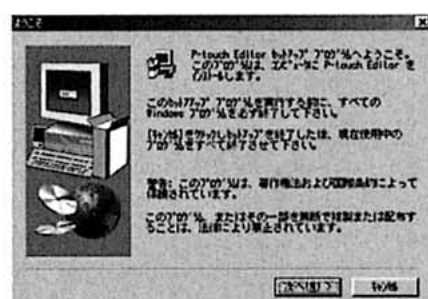 ようこそ
P-touch Editor ｾｯﾄｱｯﾌﾟ ﾌﾟﾛｸﾞﾗﾑへようこそ。
このﾌﾟﾛｸﾞﾗﾑは、ｺﾝﾋﾟｭｰﾀに P-touch Editor を
ｲﾝｽﾄｰﾙします。
このｾｯﾄｱｯﾌﾟ ﾌﾟﾛｸﾞﾗﾑを実行する前に、すべての
Windows ﾌﾟﾛｸﾞﾗﾑを必ず終了して下さい。
[ｷｬﾝｾﾙ]をｸﾘｯｸしｾｯﾄｱｯﾌﾟを終了したほ、現在使用中の
ﾌﾟﾛｸﾞﾗﾑをすべて終了させて下さい。
警告: このﾌﾟﾛｸﾞﾗﾑは、著作権法および国際条約によって
保護されています。
このﾌﾟﾛｸﾞﾗﾑ、またはその一部を無断で複製または配布す
ることは、法律により禁止されています。
次へ(N) >
ｷｬﾝｾﾙ